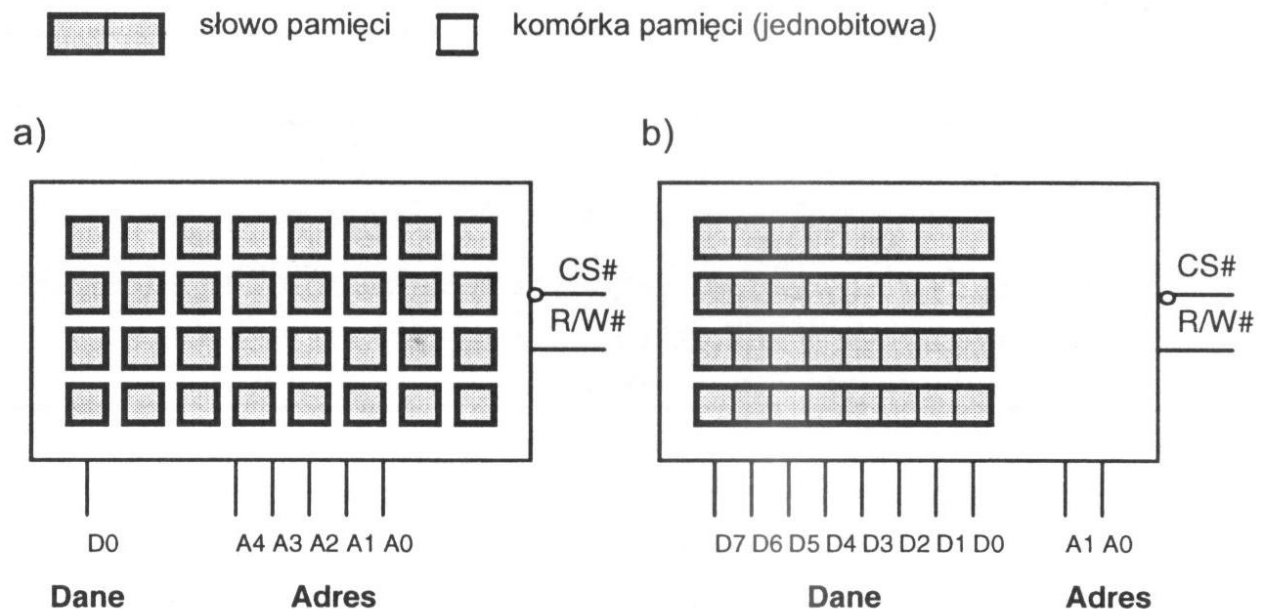 słowo pamięci
komórka pamięci (jednobitowa)
a)
b)
CS#
R/W#
CS#
R/W#
D0
A4 A3 A2 A1 A0
D7 D6 D5 D4 D3 D2 D1 D0
A1 A0
Dane
Adres
Dane
Adres